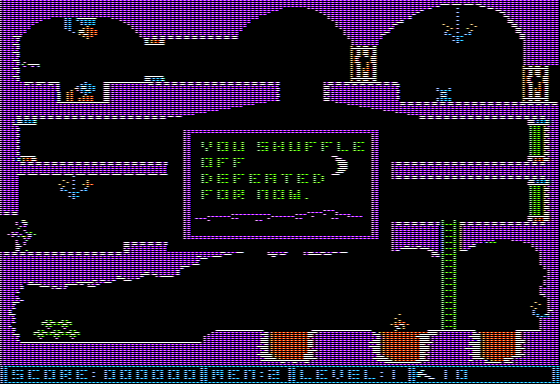 YOU SHUFFLE
OFF
DEFEATED
FOR NOW.
SCORE:000000 MEN:2 LEVEL:1 10